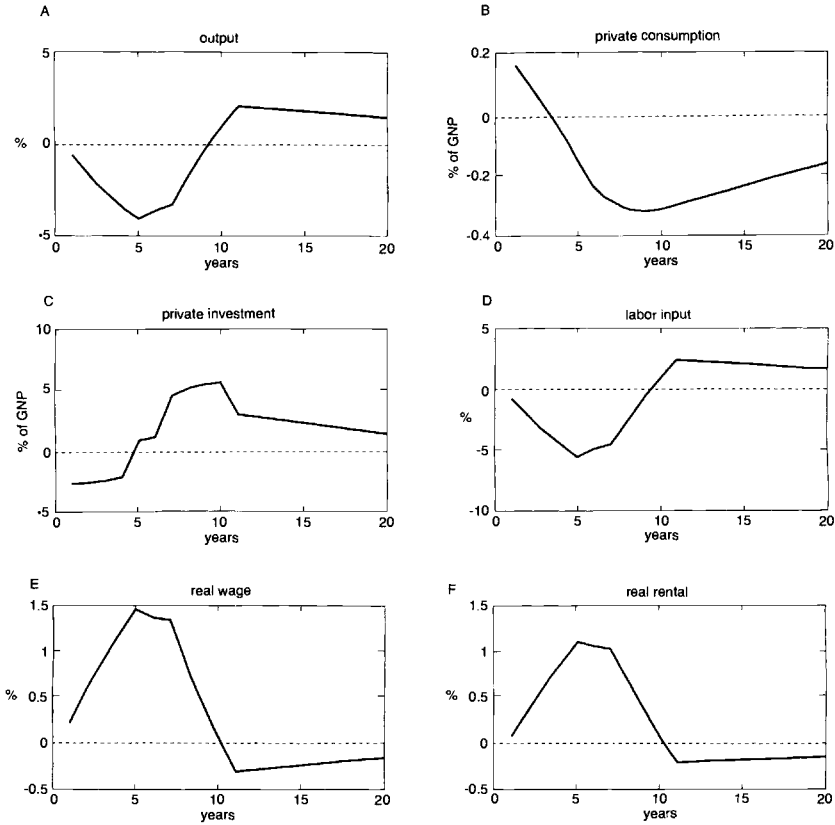 A
output
5
0
-5
%
0 5 10 15 20
years
B
private consumption
0.2
0
-0.2
-0.4
% of GNP
0 5 10 15 20
years
C
private investment
10
5
0
-5
% of GNP
0 5 10 15 20
years
D
labor input
5
0
-5
-10
%
0 5 10 15 20
years
E
real wage
1.5
1
0.5
0
-0.5
%
0 5 10 15 20
years
F
real rental
1.5
1
0.5
0
-0.5
%
0 5 10 15 20
years